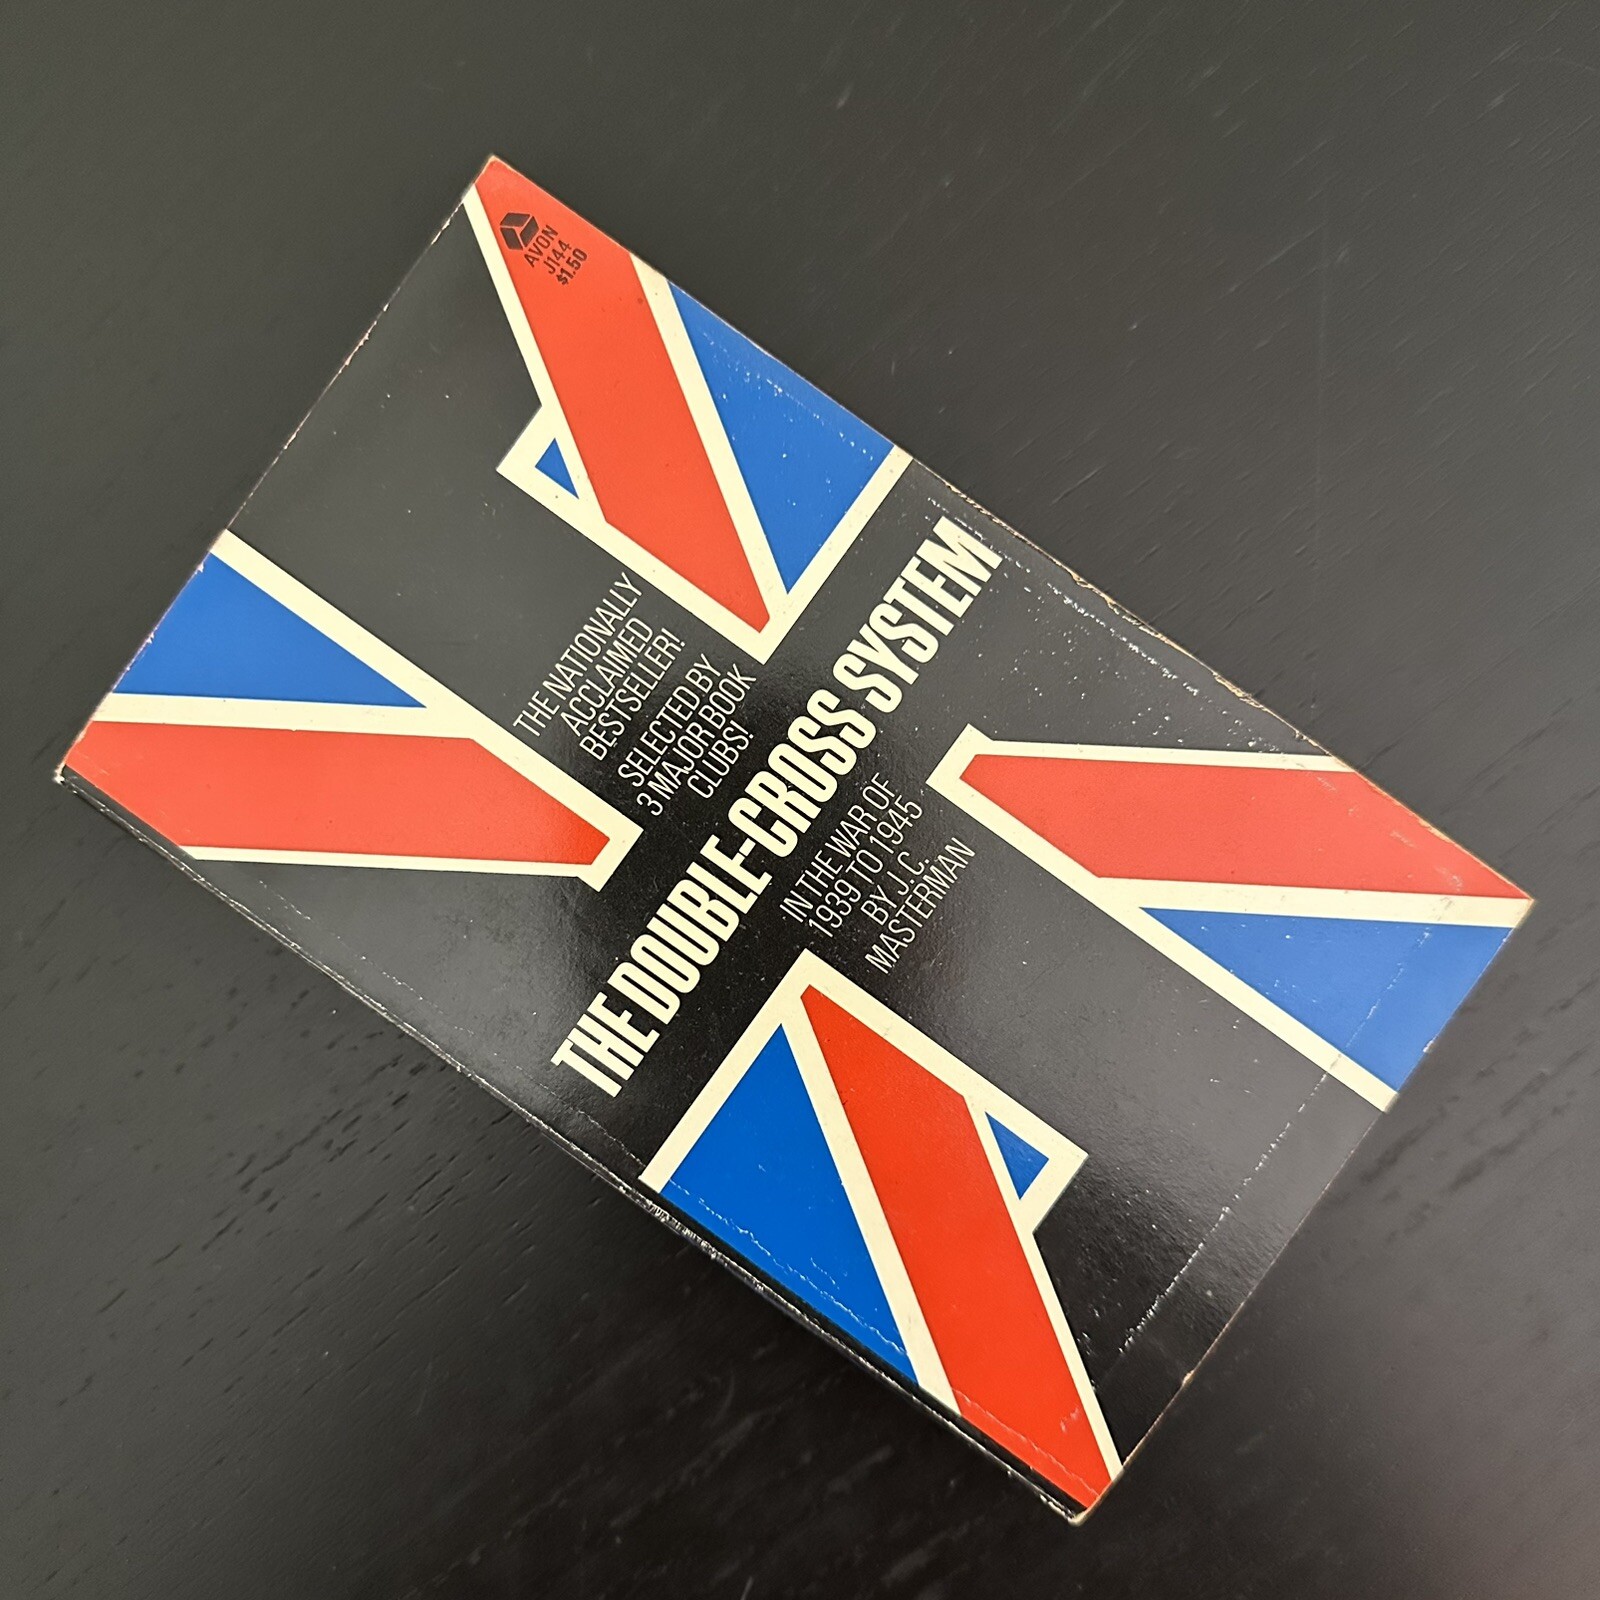 AVON
J144
$1.50
THE NATIONALLY
ACCLAIMED
BESTSELLER!
SELECTED BY
3 MAJOR BOOK
CLUBS!
THE DOUBLE-CROSS SYSTEM
IN THE WAR OF
1939 TO 1945
BY J. C.
MASTERMAN